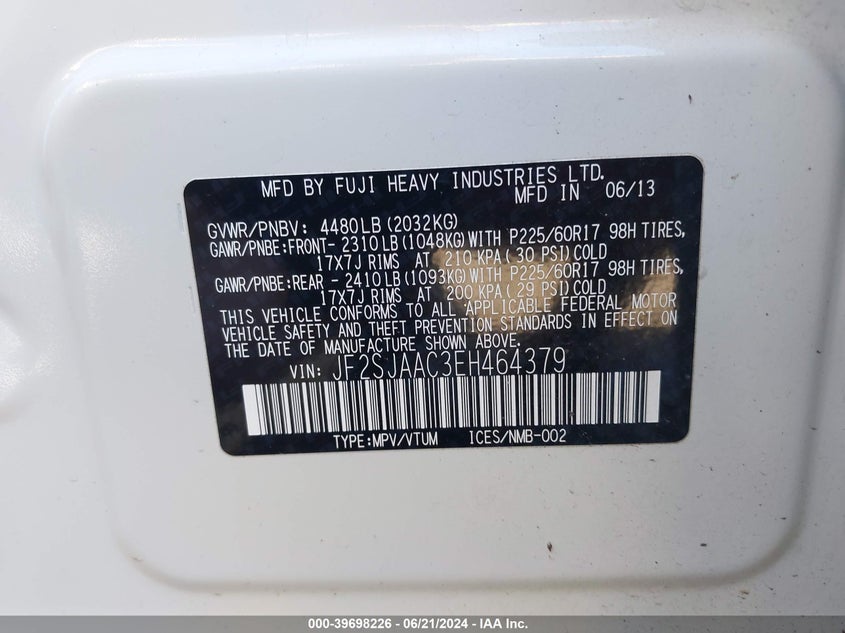 MFD BY FUJI HEAVY INDUSTRIES LTD.
MFD IN 06/13
GVWR/PNBV: 4480LB (2032KG)
GAWR/PNBE:FRONT- 2310LB (1048KG) WITH P225/60R17 98H TIRES,
17X7J RIMS AT 210 KPA ( 30 PSI) COLD
GAWR/PNBE:REAR - 2410LB (1093KG) WITH P225/60R17 98H TIRES,
17X7J RIMS AT 200 KPA ( 29 PSI) COLD
THIS VEHICLE CONFORMS TO ALL APPLICABLE FEDERAL MOTOR
VEHICLE SAFETY AND THEFT PREVENTION STANDARDS IN EFFECT ON
THE DATE OF MANUFACTURE SHOWN ABOVE.
VIN: JF2SJAAC3EH464379
TYPE:MPV/VTUM ICES/NMB-002
000-39698226 - 06/21/2024 - IAA Inc.